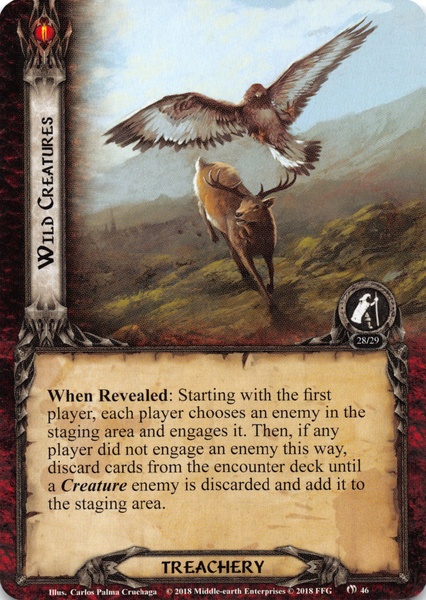 WILD CREATURES
28/29
When Revealed: Starting with the first
player, each player chooses an enemy in the
staging area and engages it. Then, if any
player did not engage an enemy this way,
discard cards from the encounter deck until
a Creature enemy is discarded and add it to
the staging area.
TREACHERY
Illus. Carlos Palma Cruchaga © 2018 Middle-earth Enterprises © 2018 FFG 46